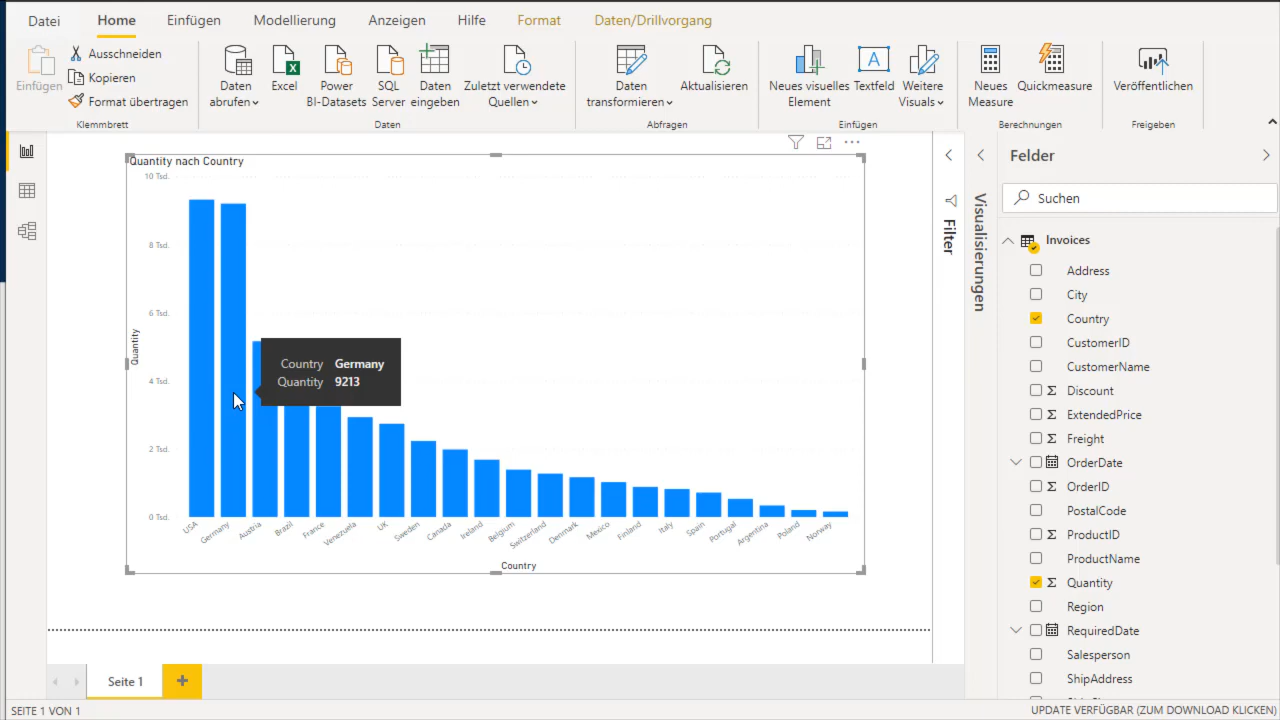 Datei Home Einfügen Modellierung Anzeigen Hilfe Format Daten/Drillvorgang
Einfügen
Ausschneiden
Kopieren
Format übertragen
Klemmbrett
Daten
abrufen
Excel
Power
BI-Datasets
SQL
Server
Daten
eingeben
Zuletzt verwendete
Quellen
Daten
Daten
transformieren
Aktualisieren
Abfragen
Neues visuelles
Element
Textfeld
Weitere
Visuals
Einfügen
Neues
Measure
Quickmeasure
Berechnungen
Veröffentlichen
Freigeben
Quantity nach Country
10 Tsd.
8 Tsd.
6 Tsd.
4 Tsd.
2 Tsd.
0 Tsd.
Quantity
Country Germany
Quantity 9213
USA Germany Austria Brazil France Venezuela UK Sweden Canada Ireland Belgium Switzerland Denmark Mexico Finland Italy Spain Portugal Argentina Poland Norway
Country
Filter
Visualisierungen
Felder
Suchen
Invoices
Address
City
Country
CustomerID
CustomerName
Discount
ExtendedPrice
Freight
OrderDate
OrderID
PostalCode
ProductID
ProductName
Quantity
Region
RequiredDate
Salesperson
ShipAddress
Seite 1
SEITE 1 VON 1
UPDATE VERFÜGBAR (ZUM DOWNLOAD KLICKEN)